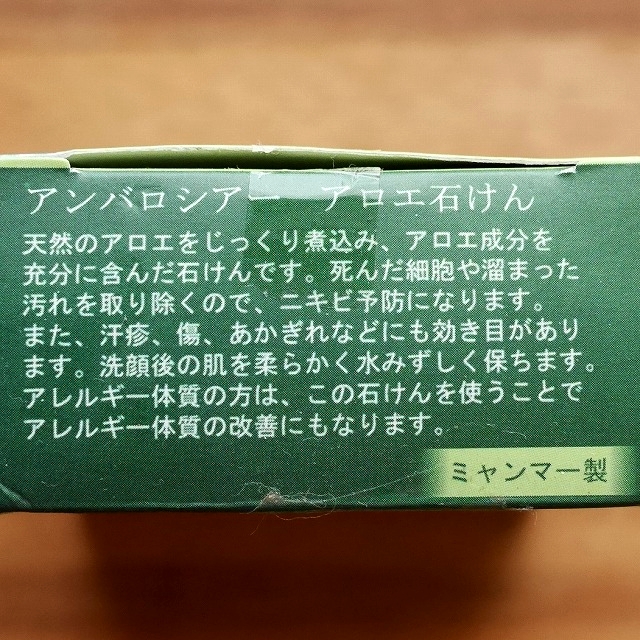 アンバロシアー アロエ石けん
天然のアロエをじっくり煮込み、アロエ成分を
充分に含んだ石けんです。死んだ細胞や溜まった
汚れを取り除くので、ニキビ予防になります。
また、汗疹、傷、あかぎれなどにも効き目があり
ます。洗顔後の肌を柔らかく水みずしく保ちます。
アレルギー体質の方は、この石けんを使うことで
アレルギー体質の改善にもなります。
ミャンマー製